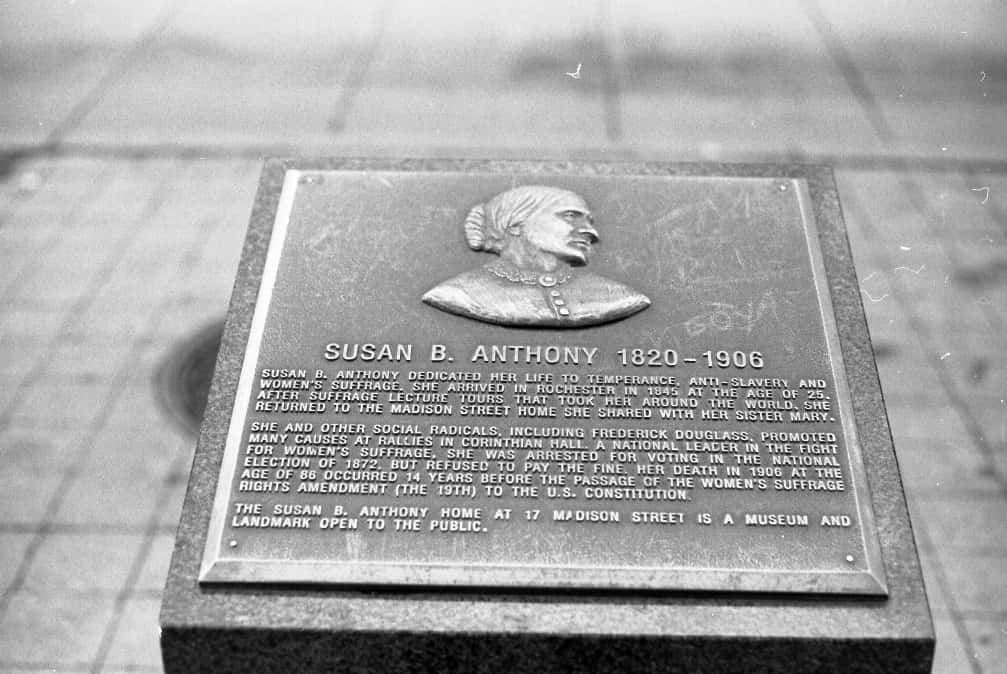 SUSAN B. ANTHONY 1820-1906
SUSAN B. ANTHONY DEDICATED HER LIFE TO TEMPERANCE, ANTI-SLAVERY AND
WOMEN'S SUFFRAGE. SHE ARRIVED IN ROCHESTER IN 1845 AT THE AGE OF 25.
AFTER SUFFRAGE LECTURE TOURS THAT TOOK HER AROUND THE WORLD, SHE
RETURNED TO THE MADISON STREET HOME SHE SHARED WITH HER SISTER MARY.
SHE AND OTHER SOCIAL RADICALS, INCLUDING FREDERICK DOUGLASS, PROMOTED
MANY CAUSES AT RALLIES IN CORINTHIAN HALL. A NATIONAL LEADER IN THE FIGHT
FOR WOMEN'S SUFFRAGE, SHE WAS ARRESTED FOR VOTING IN THE NATIONAL
ELECTION OF 1872, BUT REFUSED TO PAY THE FINE. HER DEATH IN 1906 AT THE
AGE OF 86 OCCURRED 14 YEARS BEFORE THE PASSAGE OF THE WOMEN'S SUFFRAGE
RIGHTS AMENDMENT (THE 19TH) TO THE U.S. CONSTITUTION.
THE SUSAN B. ANTHONY HOME AT 17 MADISON STREET IS A MUSEUM AND
LANDMARK OPEN TO THE PUBLIC.